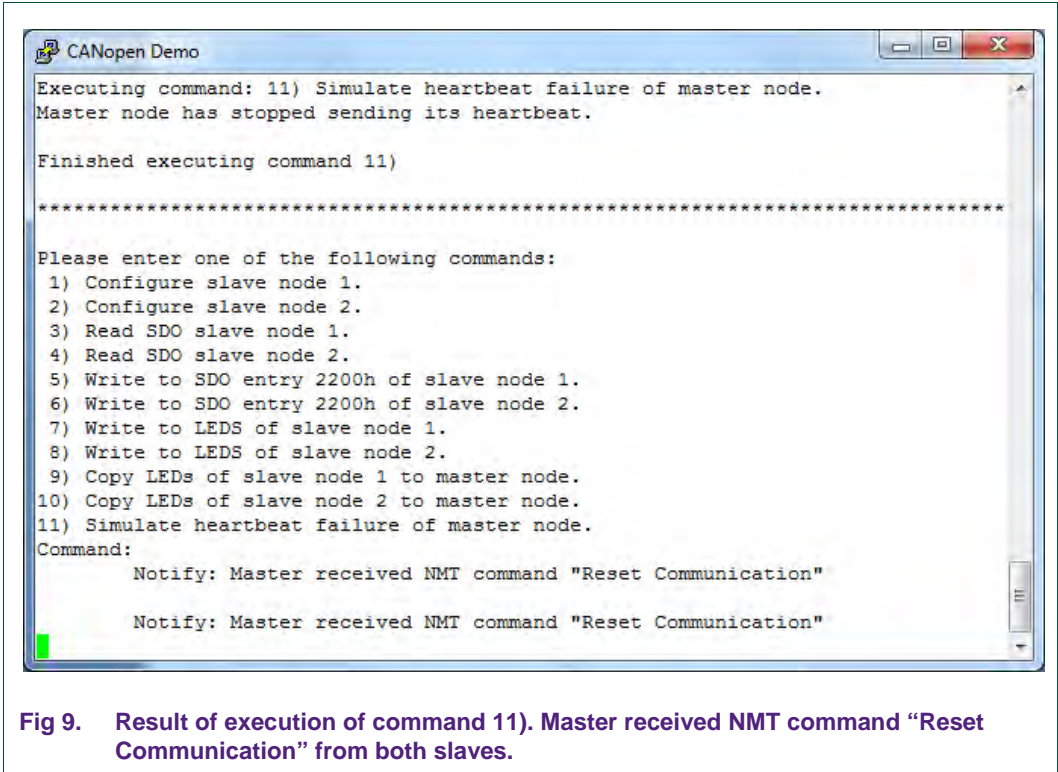 CANopen Demo
Executing command: 11) Simulate heartbeat failure of master node.
Master node has stopped sending its heartbeat.
Finished executing command 11)
********************************************************************************
Please enter one of the following commands:
1) Configure slave node 1.
2) Configure slave node 2.
3) Read SDO slave node 1.
4) Read SDO slave node 2.
5) Write to SDO entry 2200h of slave node 1.
6) Write to SDO entry 2200h of slave node 2.
7) Write to LEDS of slave node 1.
8) Write to LEDS of slave node 2.
9) Copy LEDs of slave node 1 to master node.
10) Copy LEDs of slave node 2 to master node.
11) Simulate heartbeat failure of master node.
Command:
Notify: Master received NMT command "Reset Communication"
Notify: Master received NMT command "Reset Communication"
Fig 9. Result of execution of command 11). Master received NMT command “Reset
Communication” from both slaves.